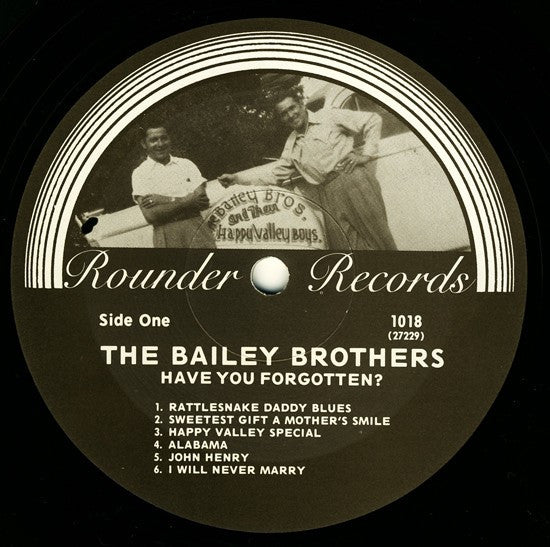 Bailey Bros
and Their
Happy Valley Boys.
Rounder Records
Side One 1018
(27229)
THE BAILEY BROTHERS
HAVE YOU FORGOTTEN?
1. RATTLESNAKE DADDY BLUES
2. SWEETEST GIFT A MOTHER'S SMILE
3. HAPPY VALLEY SPECIAL
4. ALABAMA
5. JOHN HENRY
6. I WILL NEVER MARRY